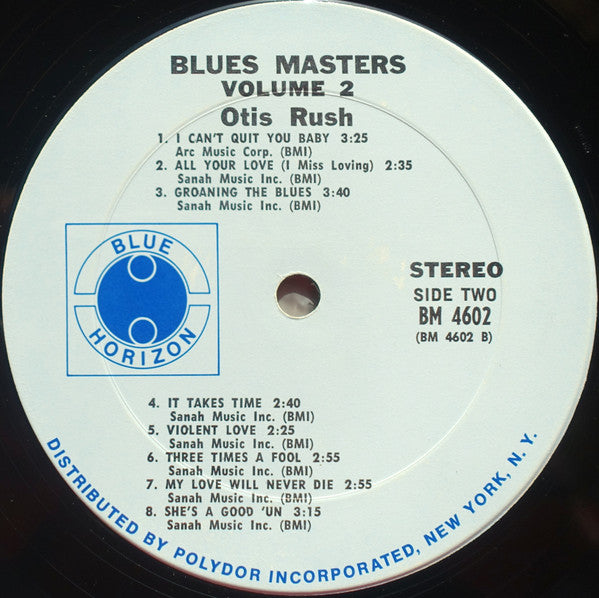 BLUES MASTERS
VOLUME 2
Otis Rush
1. I CAN'T QUIT YOU BABY 3:25
Arc Music Corp. (BMI)
2. ALL YOUR LOVE (I Miss Loving) 2:35
Sanah Music Inc. (BMI)
3. GROANING THE BLUES 3:40
Sanah Music Inc. (BMI)
BLUE
HORIZON
STEREO
SIDE TWO
BM 4602
(BM 4602 B)
4. IT TAKES TIME 2:40
Sanah Music Inc. (BMI)
5. VIOLENT LOVE 2:25
Sanah Music Inc. (BMI)
6. THREE TIMES A FOOL 2:55
Sanah Music Inc. (BMI)
7. MY LOVE WILL NEVER DIE 2:55
Sanah Music Inc. (BMI)
8. SHE'S A GOOD 'UN 3:15
Sanah Music Inc. (BMI)
DISTRIBUTED BY POLYDOR INCORPORATED, NEW YORK, N. Y.